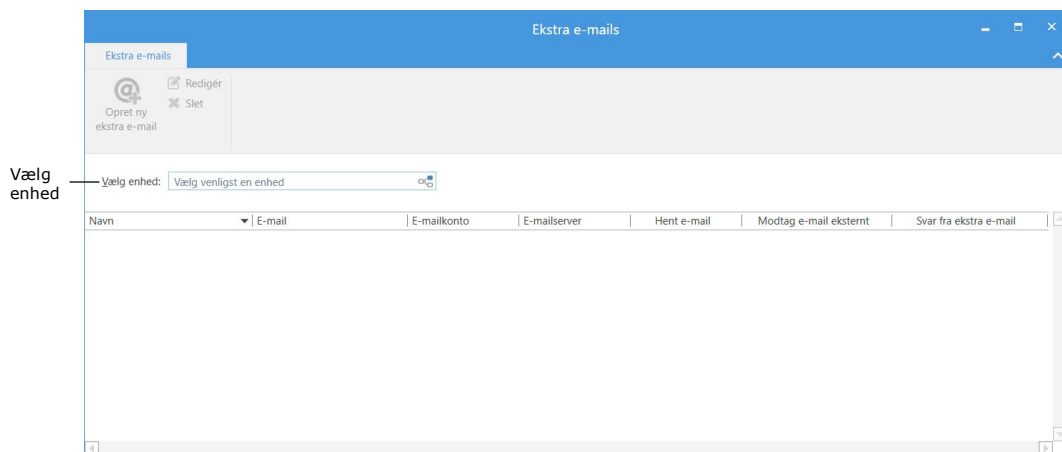 Ekstra e-mails
Ekstra e-mails
Opret ny
ekstra e-mail
Redigér
Slet
Vælg
enhed
Vælg enhed: Vælg venligst en enhed
Navn E-mail E-mailkonto E-mailserver Hent e-mail Modtag e-mail eksternt Svar fra ekstra e-mail